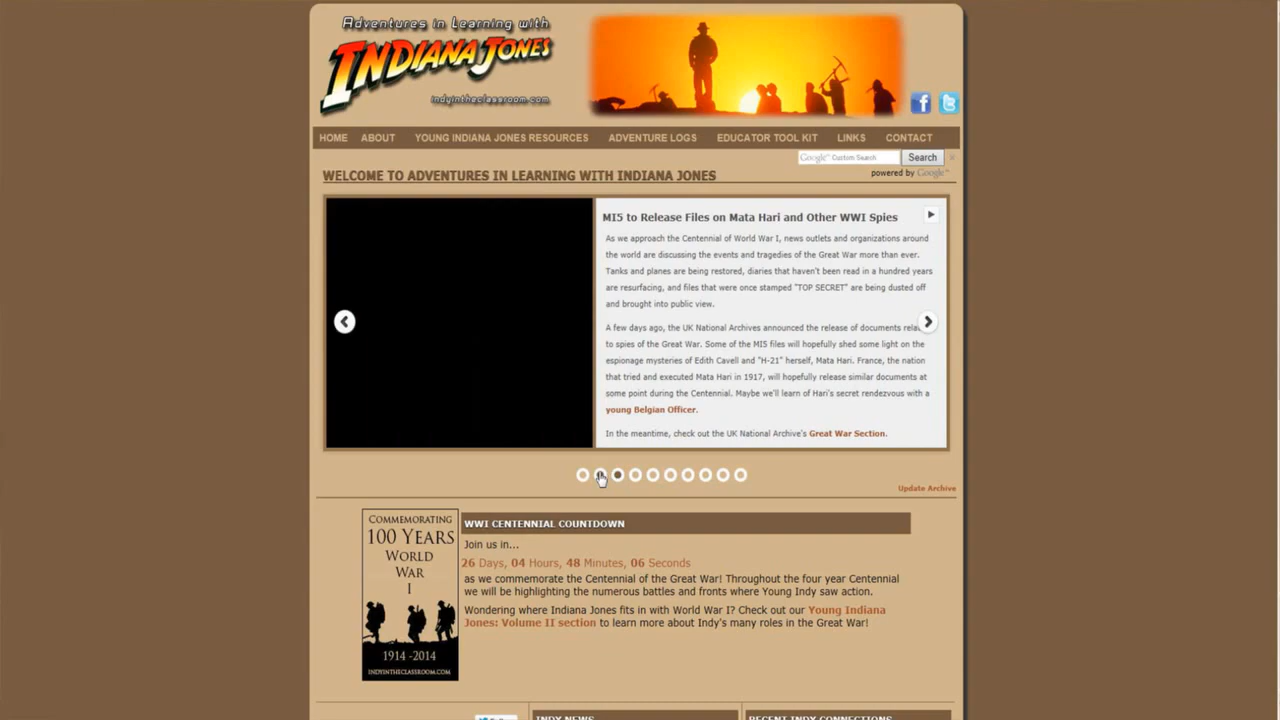 Adventures in Learning with
INDIANA JONES
indyintheclassroom.com
HOME ABOUT YOUNG INDIANA JONES RESOURCES ADVENTURE LOGS EDUCATOR TOOL KIT LINKS CONTACT
Google™ Custom Search Search
powered by Google™
WELCOME TO ADVENTURES IN LEARNING WITH INDIANA JONES
MI5 to Release Files on Mata Hari and Other WWI Spies
As we approach the Centennial of World War I, news outlets and organizations around
the world are discussing the events and tragedies of the Great War more than ever.
Tanks and planes are being restored, diaries that haven't been read in a hundred years
are resurfacing, and files that were once stamped "TOP SECRET" are being dusted off
and brought into public view.
A few days ago, the UK National Archives announced the release of documents
to spies of the Great War. Some of the MI5 files will hopefully shed some light on the
espionage mysteries of Edith Cavell and "H-21" herself, Mata Hari. France, the nation
that tried and executed Mata Hari in 1917, will hopefully release similar documents at
some point during the Centennial. Maybe we'll learn of Hari's secret rendezvous with a
young Belgian Officer.
In the meantime, check out the UK National Archive's Great War Section.
Update Archive
COMMEMORATING
100 YEARS
WORLD
WAR
I
1914 -2014
INDYINTHECLASSROOM.COM
WWI CENTENNIAL COUNTDOWN
Join us in...
26 Days, 04 Hours, 48 Minutes, 06 Seconds
as we commemorate the Centennial of the Great War! Throughout the four year Centennial
we will be highlighting the numerous battles and fronts where Young Indy saw action.
Wondering where Indiana Jones fits in with World War I? Check out our Young Indiana
Jones: Volume II section to learn more about Indy's many roles in the Great War!
INDY NEWS
RECENT INDY CONNECTIONS